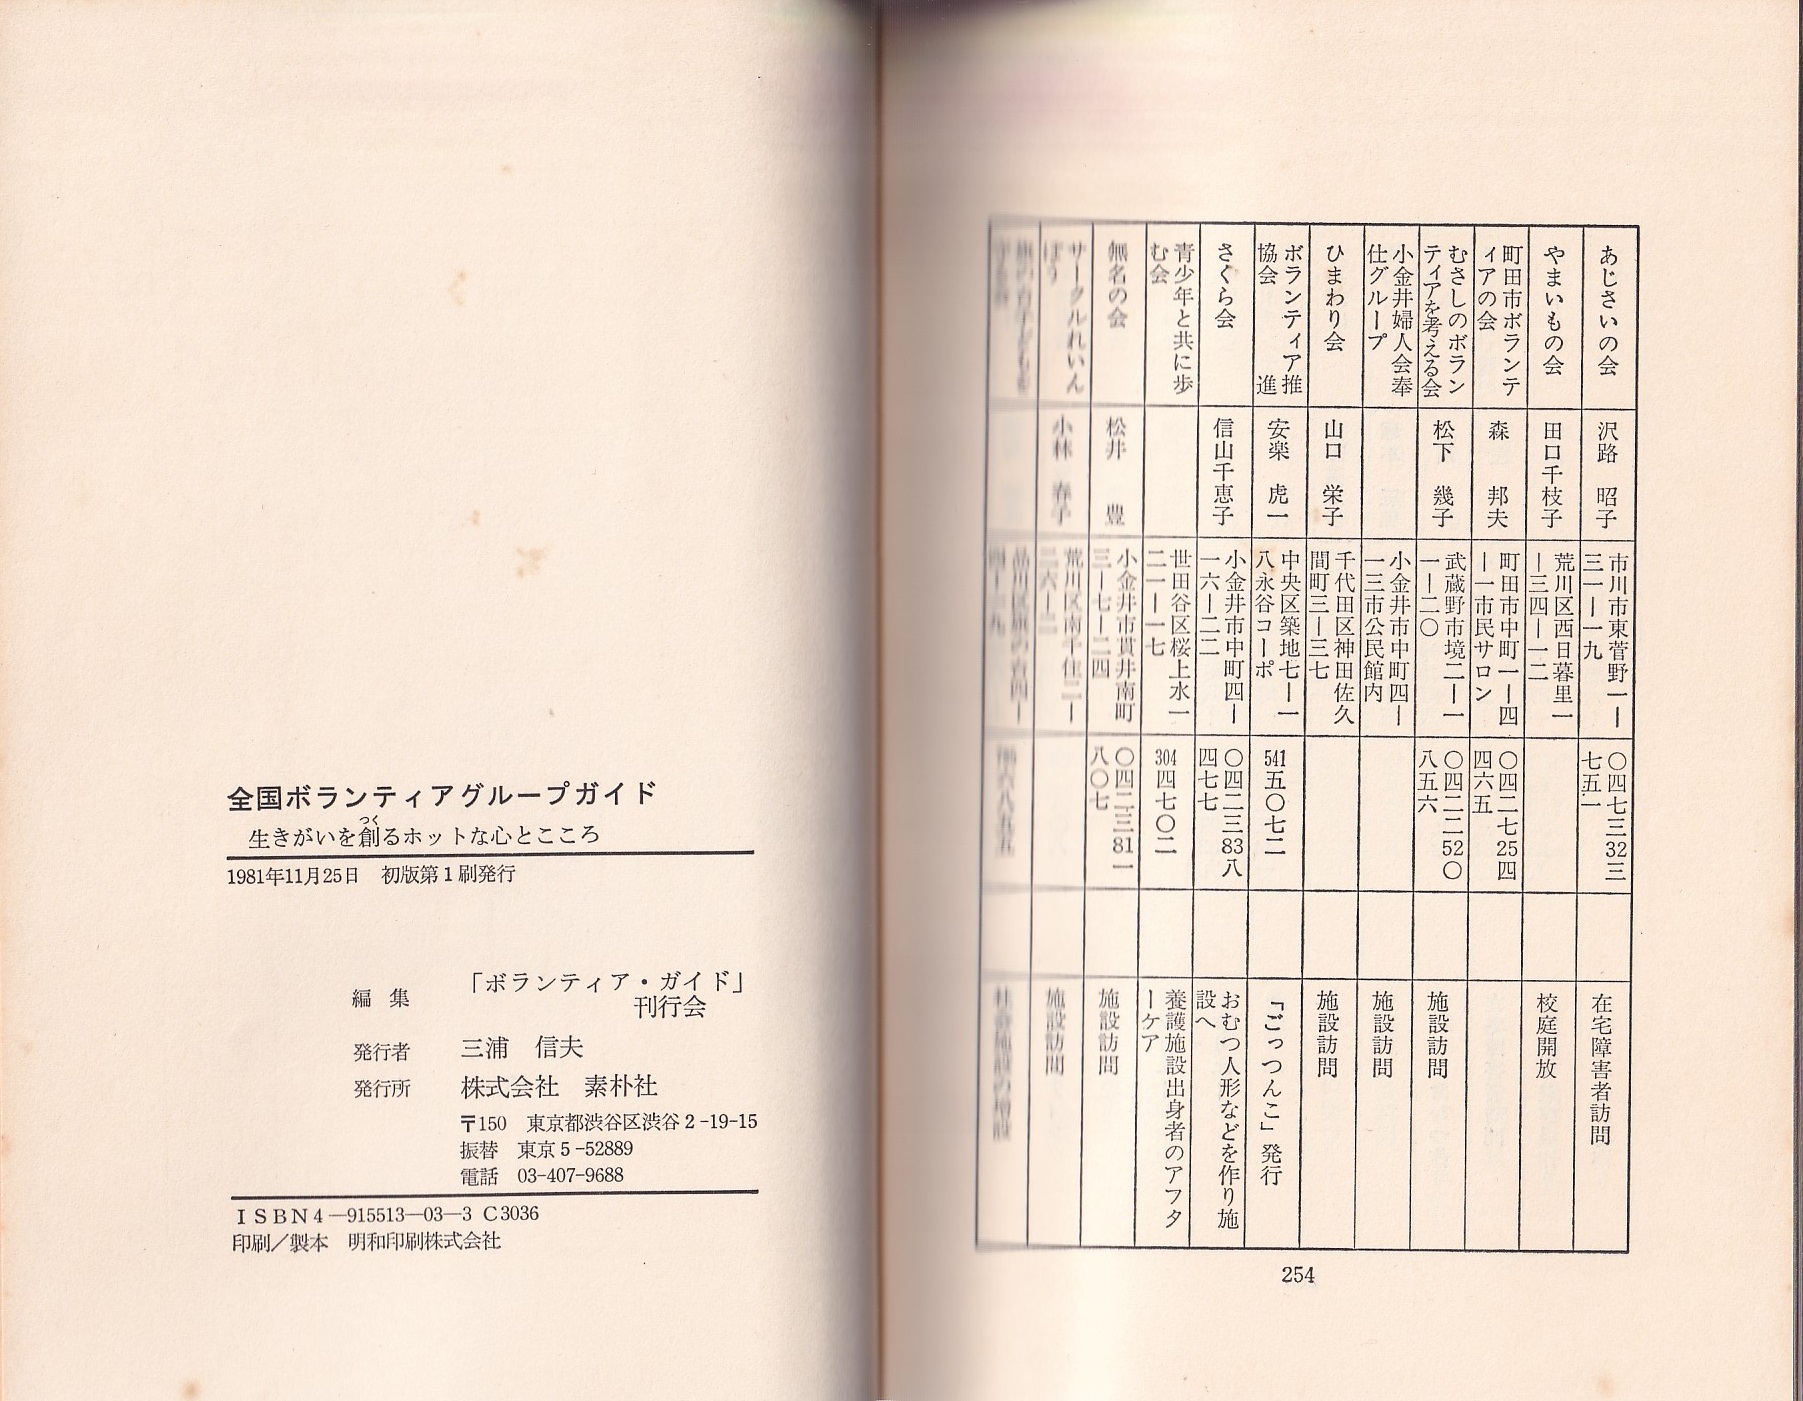 あじさいの会
沢路 昭子
市川市東菅野一—
三一—一九
〇四七三32三
七五一
在宅障害者訪問
やまいもの会
田口千枝子
荒川区西日暮里一
—三四—一二
校庭開放
町田市ボランテ
ィアの会
森 邦夫
町田市中町一—四
—一市民サロン
〇四二七25四
四六五
むさしのボラン
ティアを考える会
松下 幾子
武蔵野市境二—一
一—二〇
〇四二二52〇
八五六
施設訪問
小金井婦人会奉
仕グループ
小金井市中町四—
一三市公民館内
施設訪問
ひまわり会
山口 栄子
千代田区神田佐久
間町三—三七
施設訪問
ボランティア推
進協会
安楽 虎一
中央区築地七—一
八永谷コーポ
541五〇七二
「ごっつんこ」発行
さくら会
信山千恵子
小金井市中町四—
一六—二二
〇四二三83八
四七七
おむつ人形などを作り施
設へ
青少年と共に歩
む会
世田谷区桜上水一
二一—一七
304四七〇二
養護施設出身者のアフタ
ーケア
無名の会
松井 豊
小金井市貫井南町
三—七—二四
〇四二三81一
八〇七
施設訪問
サークルれいん
ぼう
小林 春子
荒川区南千住二—
二六—二
施設訪問
品川区旗の台四—
254
全国ボランティアグループガイド
生きがいを創るホットな心とこころ
つく
1981年11月25日 初版第1刷発行
編 集 「ボランティア・ガイド」
刊行会
発行者 三浦 信夫
発行所 株式会社 素朴社
〒150 東京都渋谷区渋谷2-19-15
振替 東京5-52889
電話 03-407-9688
ISBN4—915513—03—3 C3036
印刷／製本 明和印刷株式会社